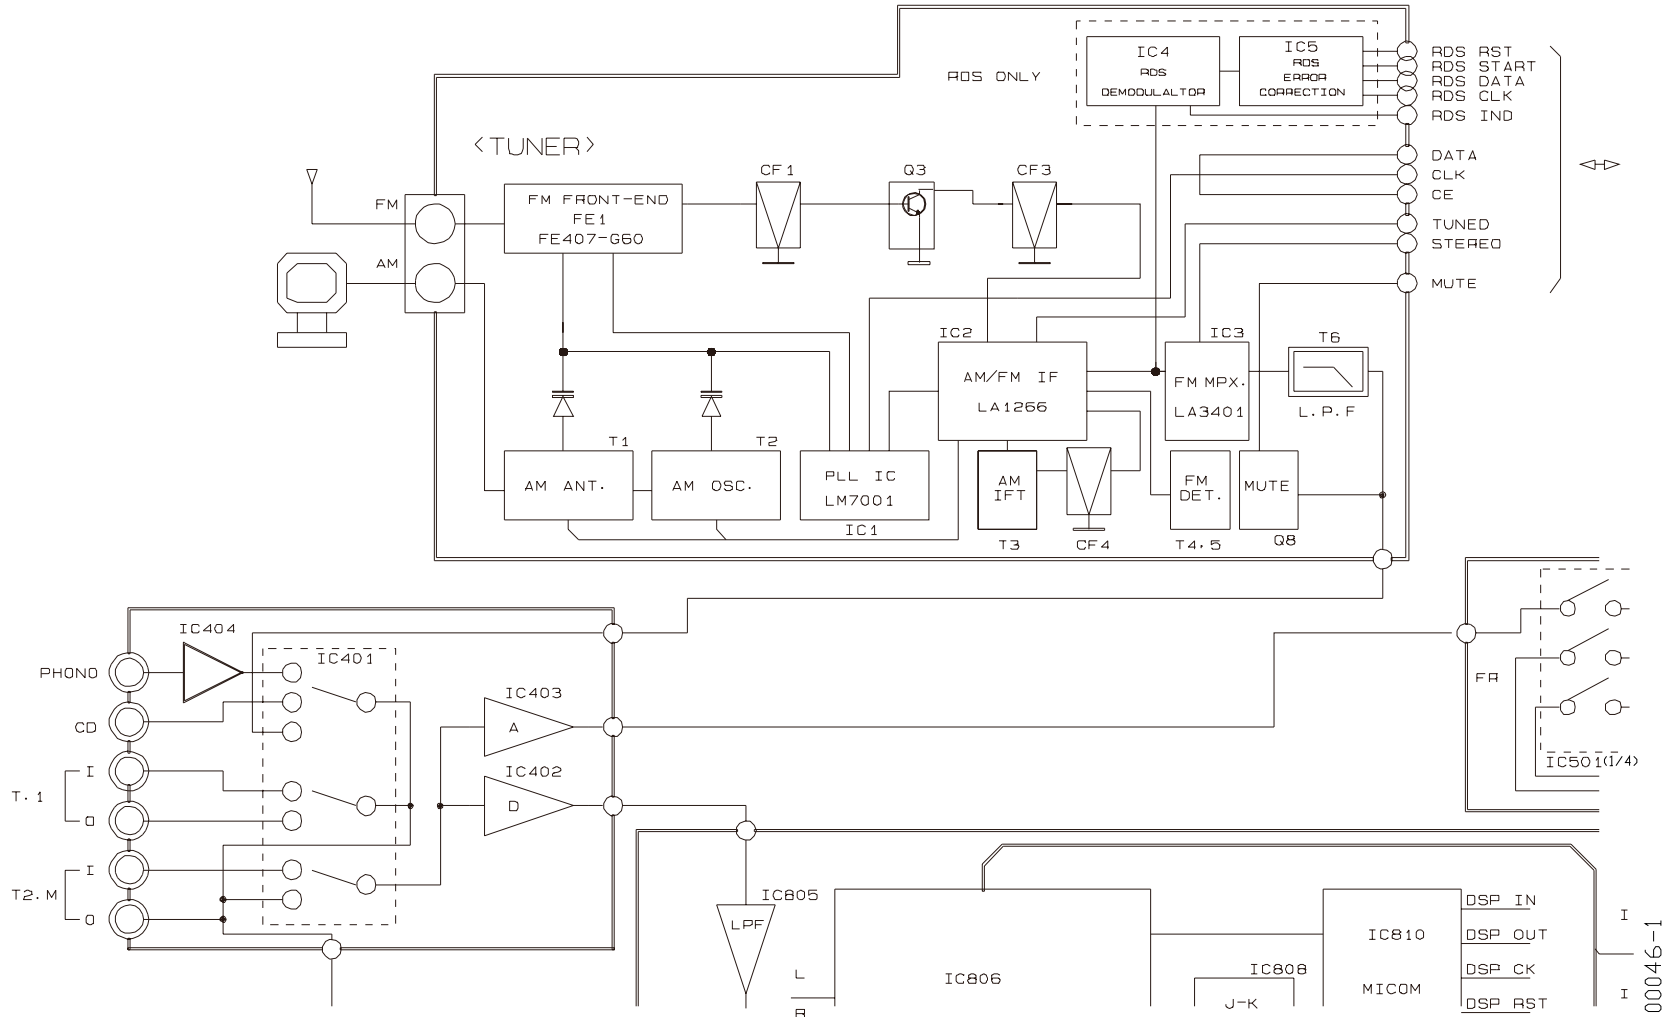 RDS ONLY
IC4
RDS
DEMODULALTOR
IC5
RDS
ERROR
CORRECTION
RDS RST
RDS START
RDS DATA
RDS CLK
RDS IND
<TUNER>
DATA
CLK
CE
TUNED
STEREO
MUTE
FM
AM
FM FRONT-END
FE1
FE407-G60
CF1
Q3
CF3
IC2
AM/FM IF
LA1266
IC3
FM MPX.
LA3401
T6
L.P.F
T1
AM ANT.
T2
AM OSC.
PLL IC
LM7001
IC1
AM
IFT
T3
CF4
FM
DET.
T4.5
MUTE
Q8
IC404
PHONO
IC401
CD
T.1
I
O
T2.M
I
O
IC403
A
IC402
D
FR
IC501(1/4)
IC805
LPF
L
R
IC806
IC808
J-K
IC810
MICOM
DSP IN
DSP OUT
DSP CK
DSP RST
I
I
00046-1